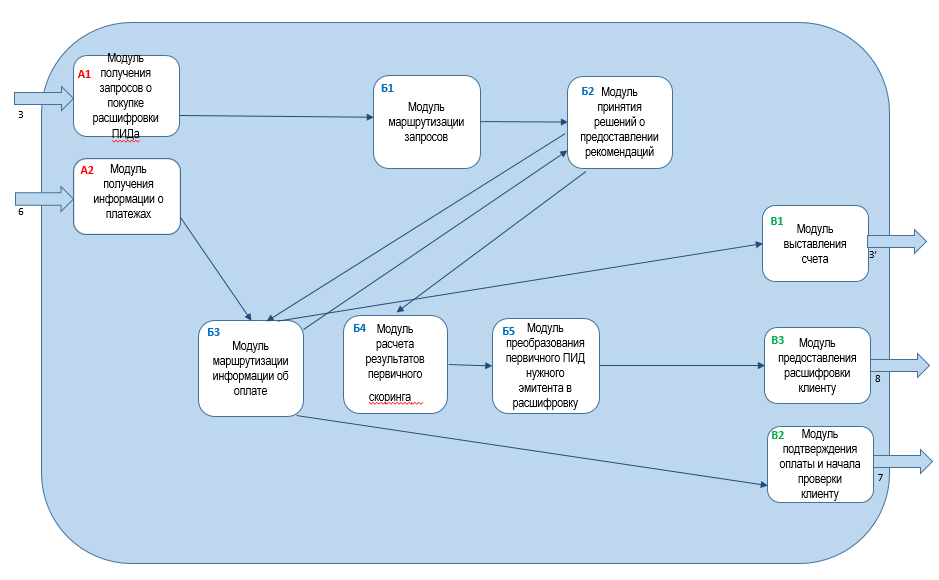 А1
Модуль
получения
запросов о
покупке
расшифровки
ПИДа
3
А2
Модуль
получения
информации о
платежах
6
Б1
Модуль
маршрутизации
запросов
Б2
Модуль
принятия
решений о
предоставлении
рекомендаций
В1
Модуль
выставления
счета
3'
Б3
Модуль
маршрутизации
информации об
оплате
Б4
Модуль
расчета
результатов
первичного
скоринга
Б5
Модуль
преобразования
первичного ПИД
нужного
эмитента в
расшифровку
В3
Модуль
предоставления
расшифровки
клиенту
8
В2
Модуль
подтверждения
оплаты и начала
проверки
клиенту
7